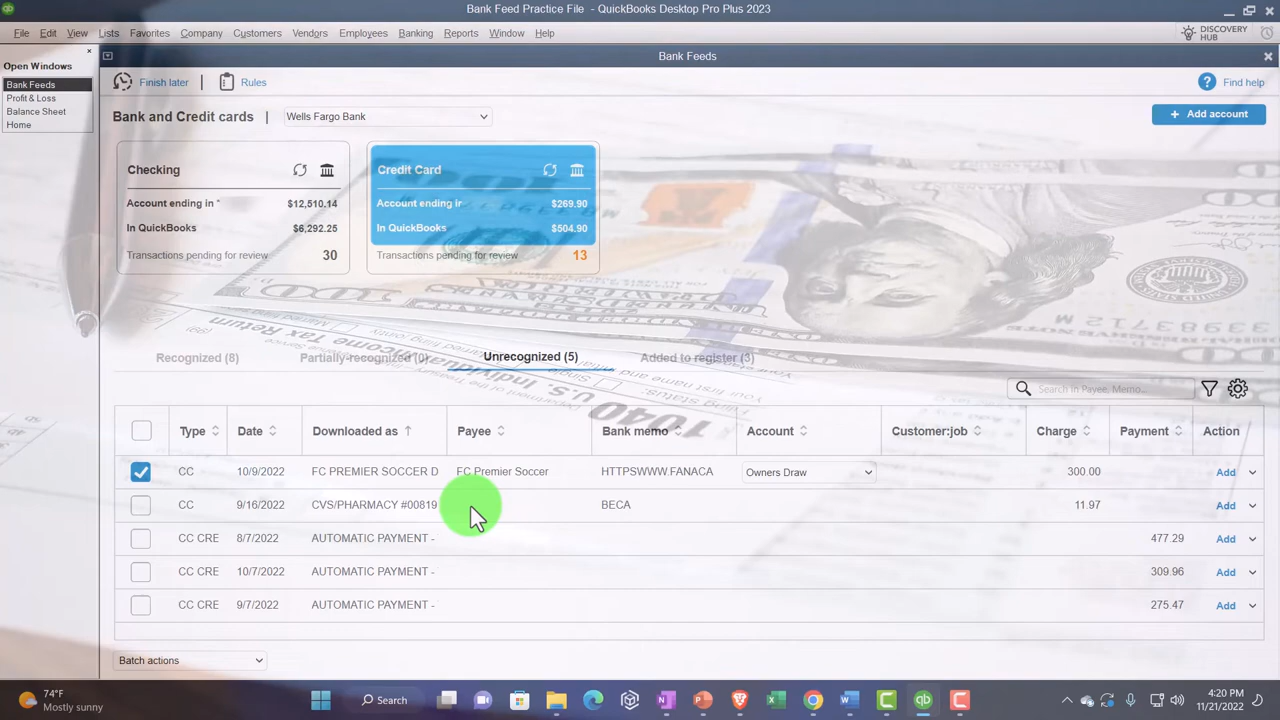 Bank Feed Practice File - QuickBooks Desktop Pro Plus 2023
File Edit View Lists Favorites Company Customers Vendors Employees Banking Reports Window Help
DISCOVERY HUB
Open Windows
Bank Feeds
Profit & Loss
Balance Sheet
Home
Bank Feeds
Finish later | Rules
Find help
Bank and Credit cards | Wells Fargo Bank
+ Add account
Checking
Account ending in * $12,510.14
In QuickBooks $6,292.25
Transactions pending for review 30
Credit Card
Account ending in $269.90
In QuickBooks $504.90
Transactions pending for review 13
Recognized (8) Partially-recognized (0) Unrecognized (5) Added to register (3)
Search in Payee, Memo...
Type Date Downloaded as Payee Bank memo Account Customer:job Charge Payment Action
CC 10/9/2022 FC PREMIER SOCCER D FC Premier Soccer HTTPSWWW.FANACA Owners Draw 300.00 Add
CC 9/16/2022 CVS/PHARMACY #00819 BECA 11.97 Add
CC CRE 8/7/2022 AUTOMATIC PAYMENT - 477.29 Add
CC CRE 10/7/2022 AUTOMATIC PAYMENT - 309.96 Add
CC CRE 9/7/2022 AUTOMATIC PAYMENT - 275.47 Add
Batch actions
74°F
Mostly sunny
Search
4:20 PM
11/21/2022